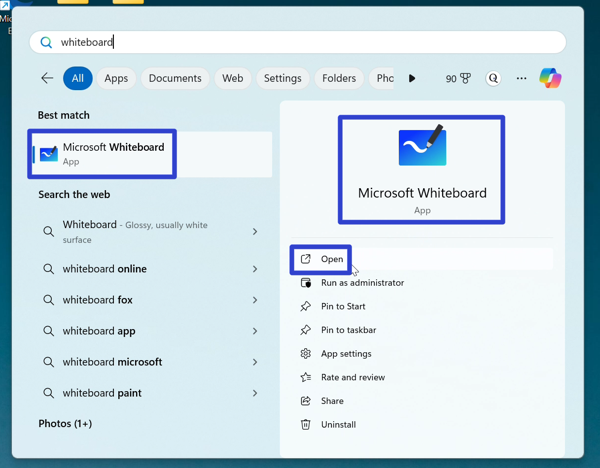 Micros
E
whiteboard
All
Apps
Documents
Web
Settings
Folders
Pho
90
Q
Best match
Microsoft Whiteboard
App
Search the web
Whiteboard - Glossy, usually white
surface
whiteboard online
whiteboard fox
whiteboard app
whiteboard microsoft
whiteboard paint
Photos (1+)
Microsoft Whiteboard
App
Open
Run as administrator
Pin to Start
Pin to taskbar
App settings
Rate and review
Share
Uninstall